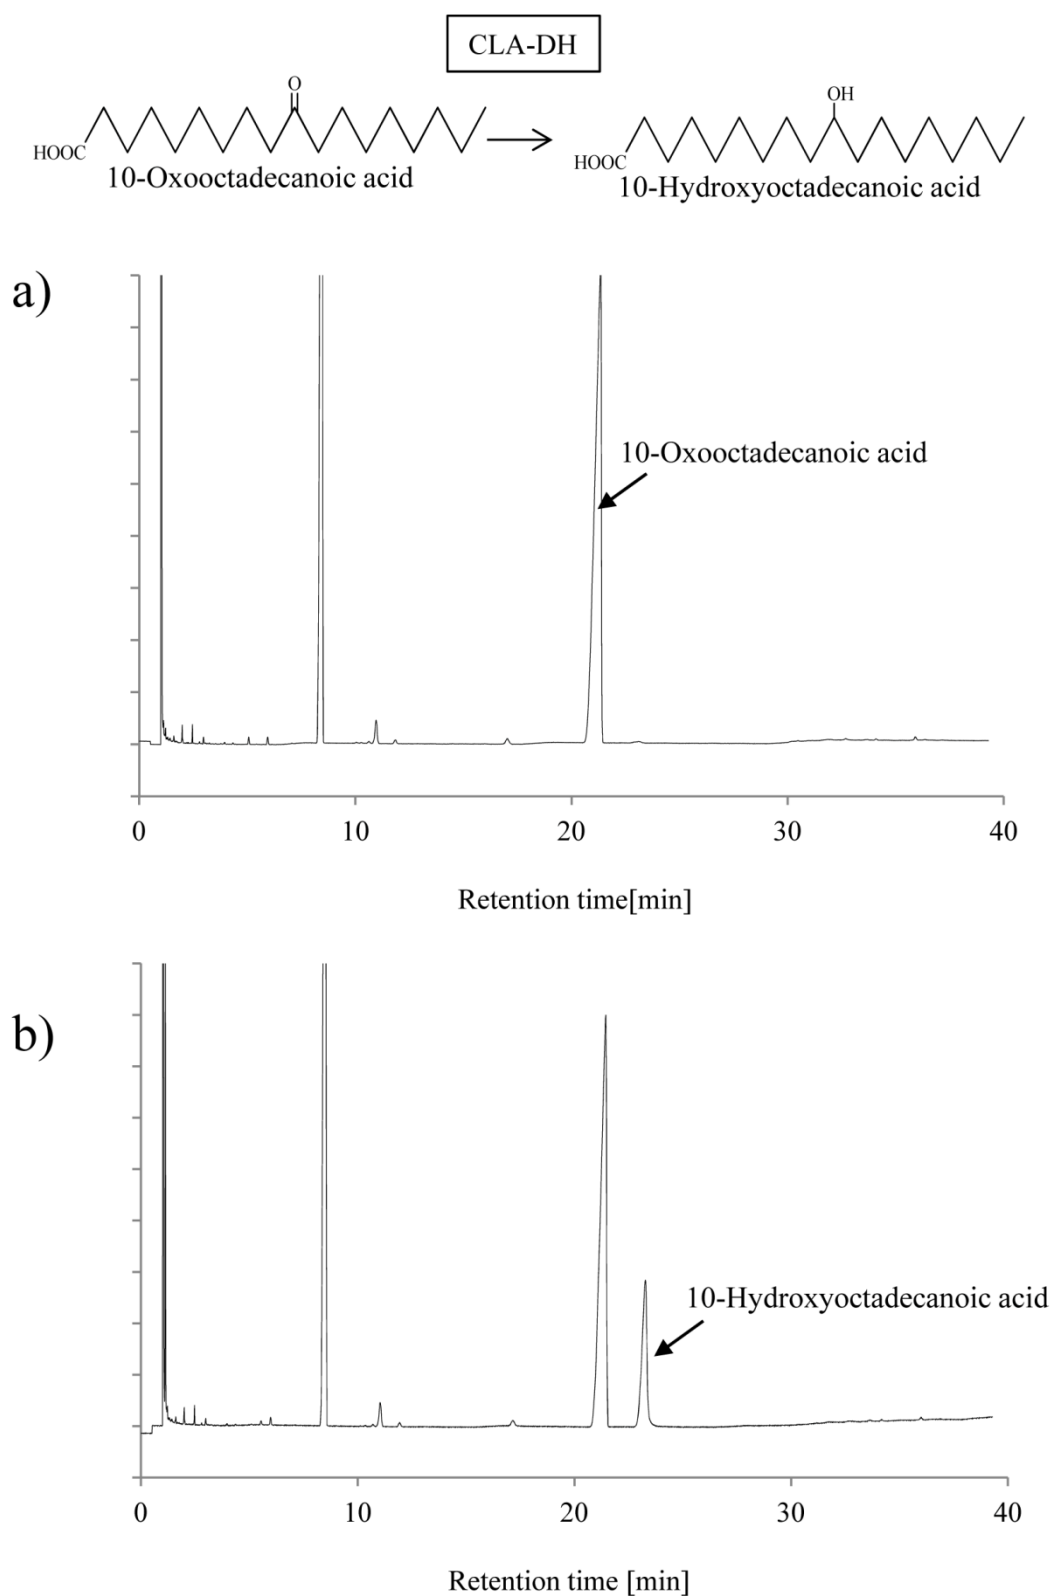 CLA-DH
O
OH
HOOC
HOOC
10-Oxooctadecanoic acid
10-Hydroxyoctadecanoic acid
a)
10-Oxooctadecanoic acid
0 10 20 30 40
Retention time[min]
b)
10-Hydroxyoctadecanoic acid
0 10 20 30 40
Retention time [min]